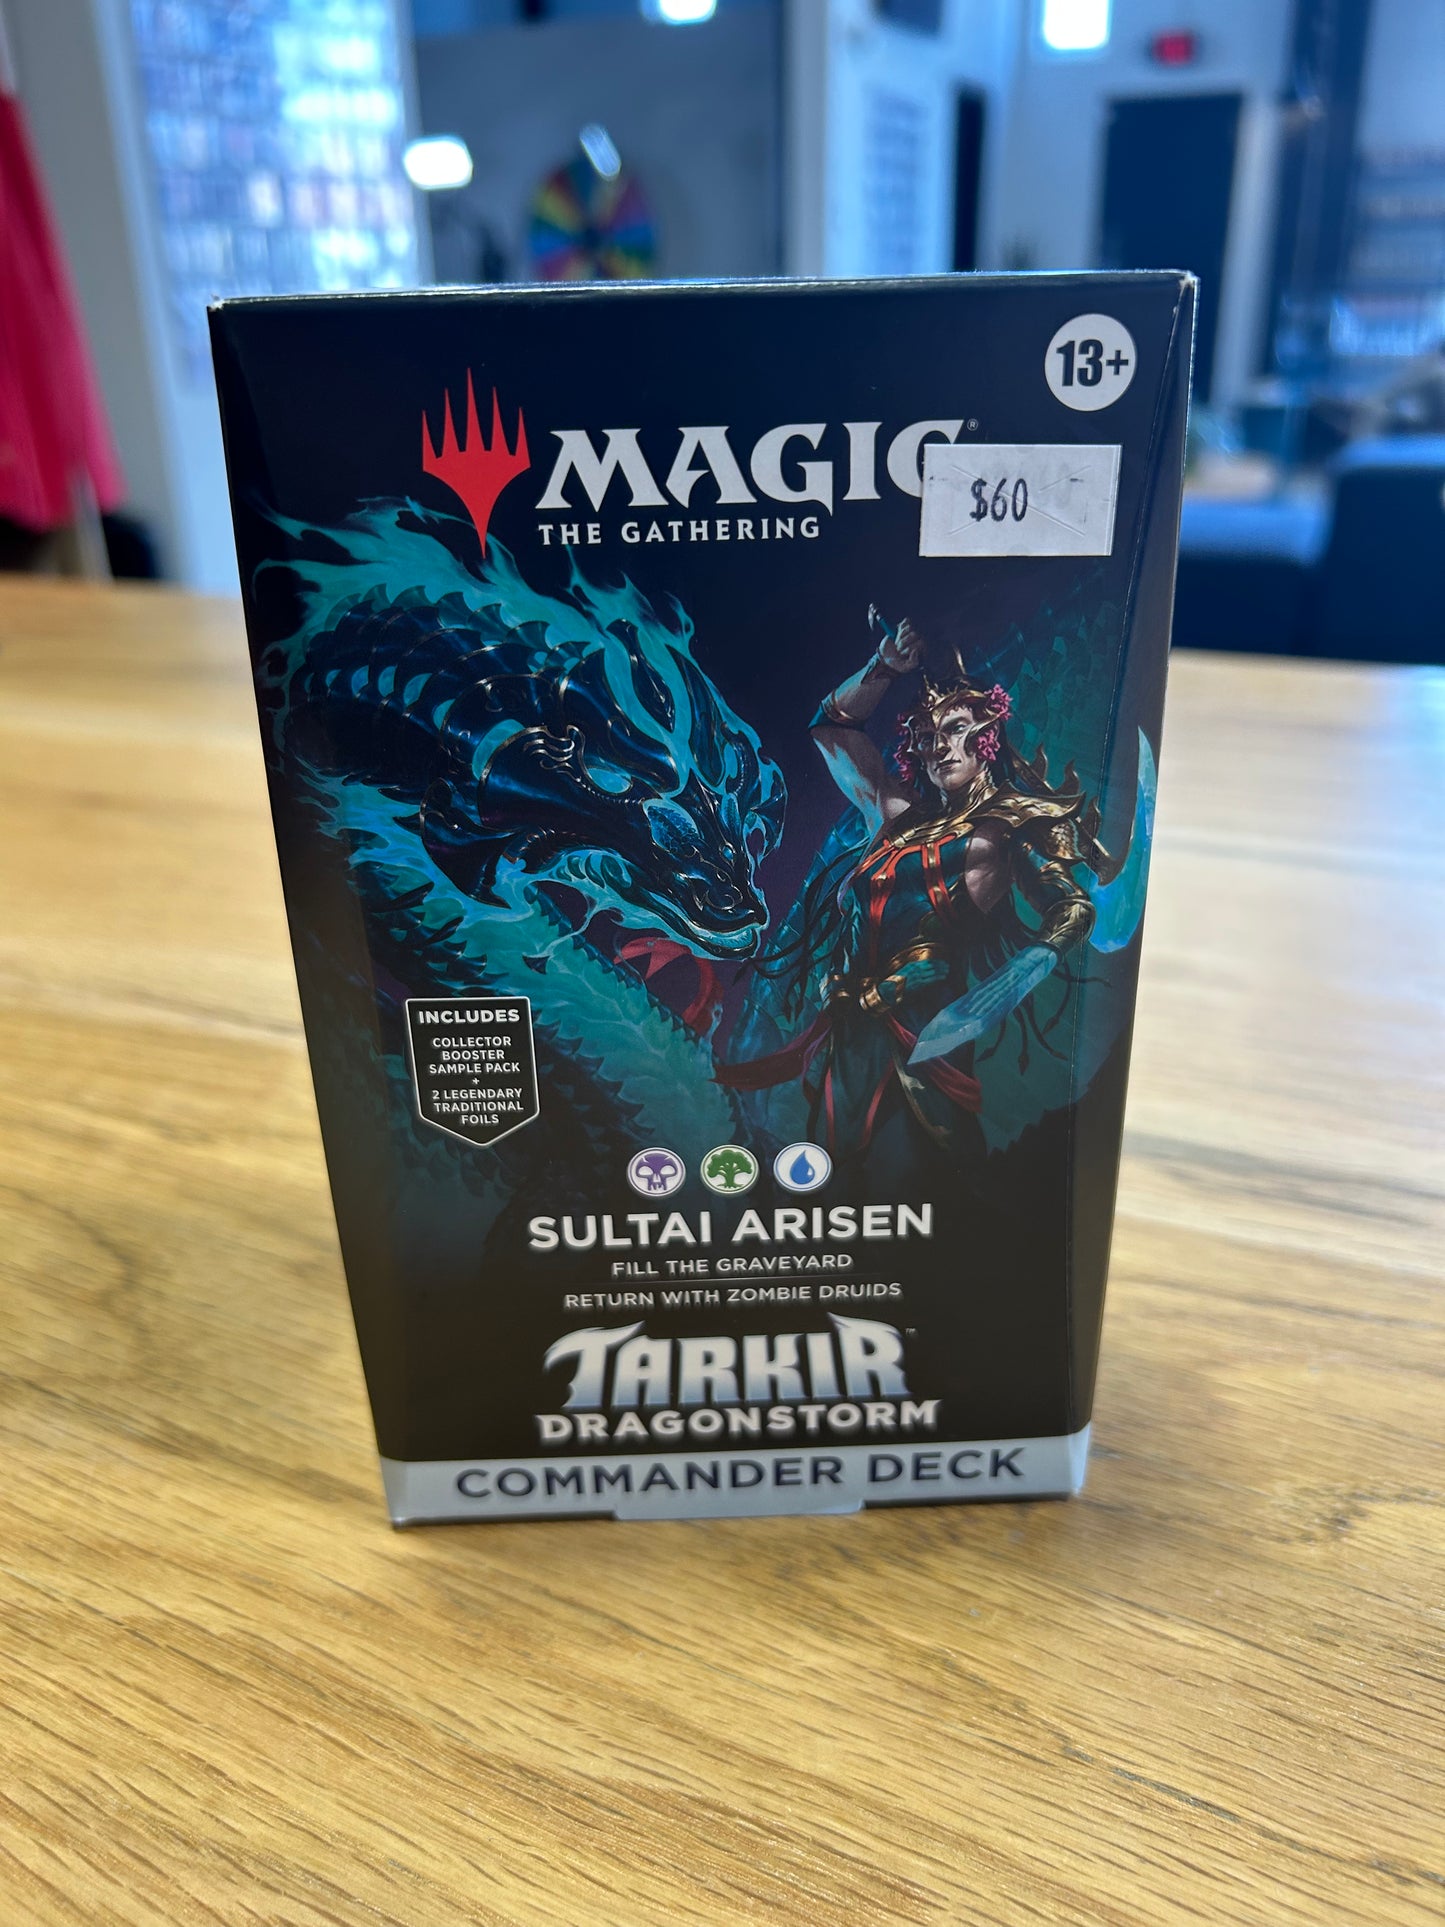 13+
MAGIC®
$60
THE GATHERING
INCLUDES
COLLECTOR
BOOSTER
SAMPLE PACK
+
2 LEGENDARY
TRADITIONAL
FOILS
SULTAI ARISEN
FILL THE GRAVEYARD
RETURN WITH ZOMBIE DRUIDS
TARKIR™
DRAGONSTORM
COMMANDER DECK